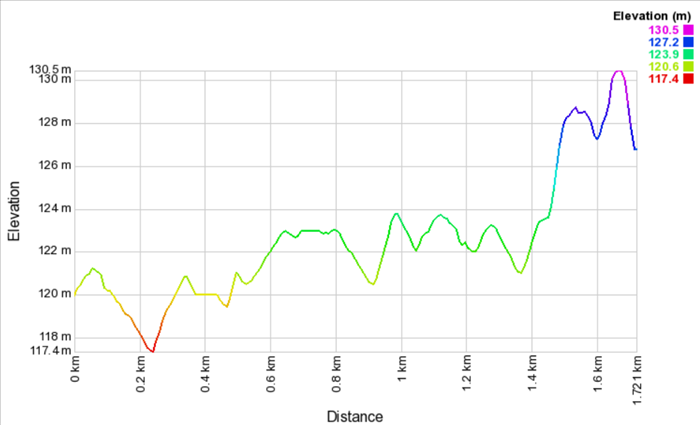 Elevation (m)
130.5
127.2
123.9
120.6
117.4
130.5 m
130 m
128 m
126 m
124 m
122 m
120 m
118 m
117.4 m
Elevation
0 km
0.2 km
0.4 km
0.6 km
0.8 km
1 km
1.2 km
1.4 km
1.6 km
1.721 km
Distance